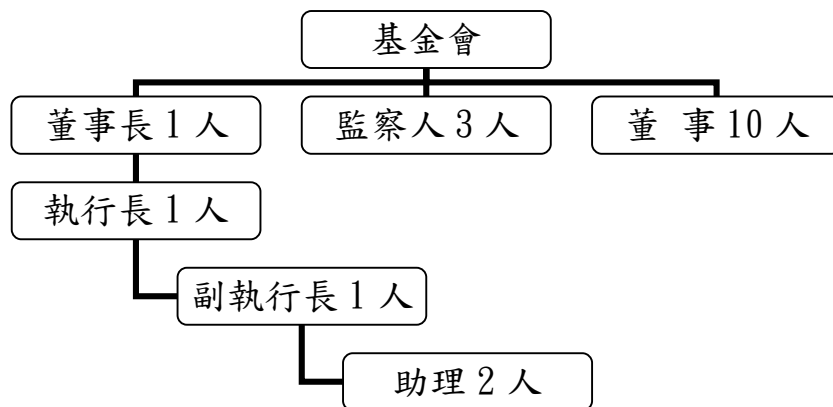 基金會
董事長1人
監察人3人
董 事10人
執行長1人
副執行長1人
助理2人